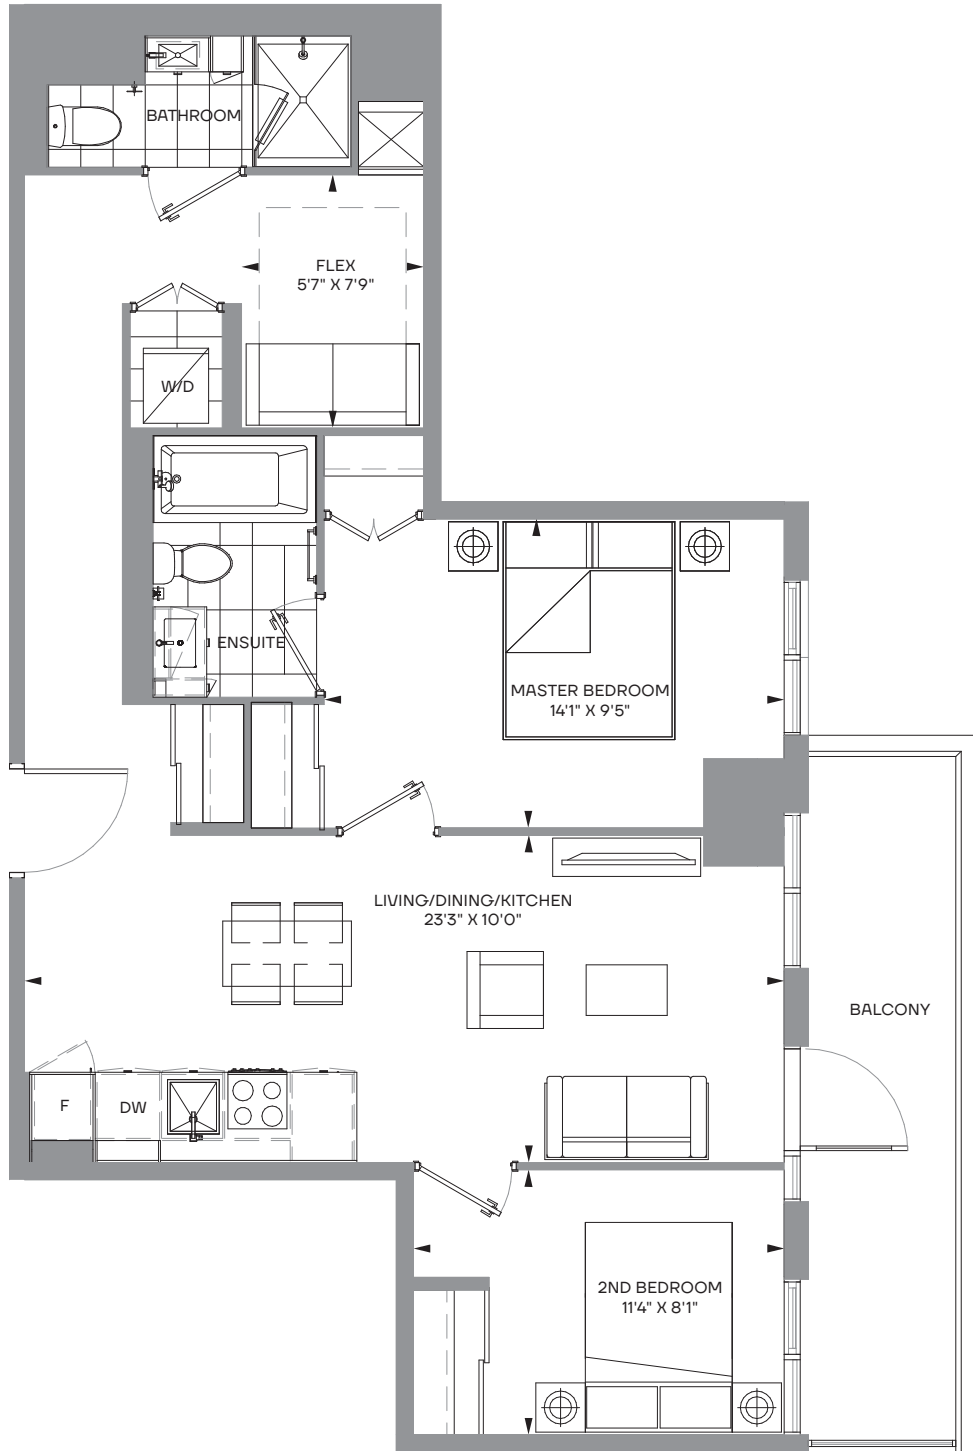 BATHROOM
FLEX
5'7" X 7'9"
W/D
ENSUITE
MASTER BEDROOM
14'1" X 9'5"
LIVING/DINING/KITCHEN
23'3" X 10'0"
BALCONY
F
DW
2ND BEDROOM
11'4" X 8'1"